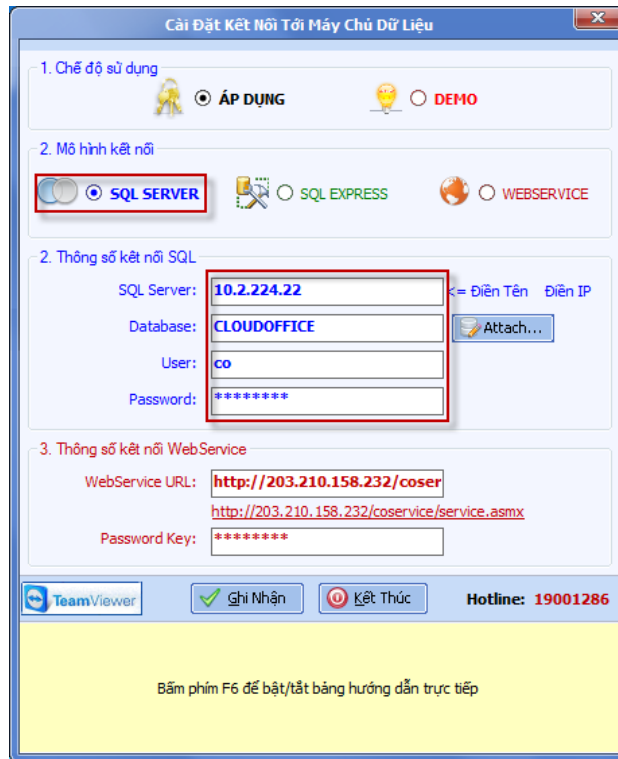 Cài Đặt Kết Nối Tới Máy Chủ Dữ Liệu
1. Chế độ sử dụng
ÁP DỤNG
DEMO
2. Mô hình kết nối
SQL SERVER
SQL EXPRESS
WEBSERVICE
2. Thông số kết nối SQL
SQL Server: 10.2.224.22 <= Điền Tên Điền IP
Database: CLOUDOFFICE Attach...
User: co
Password: ********
3. Thông số kết nối WebService
WebService URL: http://203.210.158.232/coser
http://203.210.158.232/coservice/service.asmx
Password Key: ********
TeamViewer Ghi Nhận Kết Thúc Hotline: 19001286
Bấm phím F6 để bật/tắt bảng hướng dẫn trực tiếp